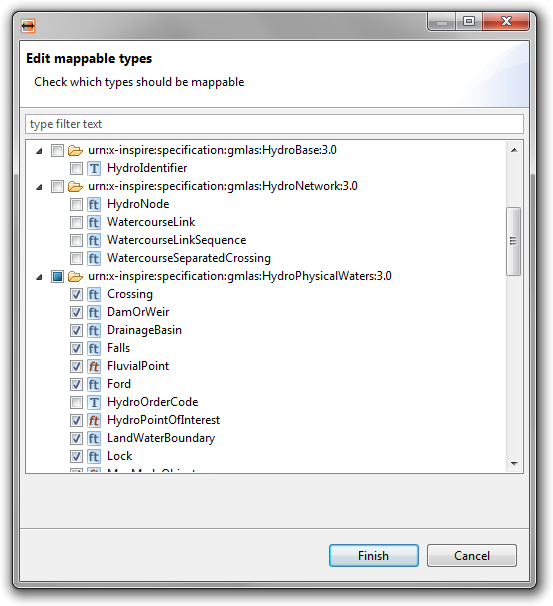 Edit mappable types
Check which types should be mappable
type filter text
urn:x-inspire:specification:gmlas:HydroBase:3.0
T HydroIdentifier
urn:x-inspire:specification:gmlas:HydroNetwork:3.0
ft HydroNode
ft WatercourseLink
ft WatercourseLinkSequence
ft WatercourseSeparatedCrossing
urn:x-inspire:specification:gmlas:HydroPhysicalWaters:3.0
ft Crossing
ft DamOrWeir
ft DrainageBasin
ft Falls
ft FluvialPoint
ft Ford
T HydroOrderCode
ft HydroPointOfInterest
ft LandWaterBoundary
ft Lock
Finish Cancel